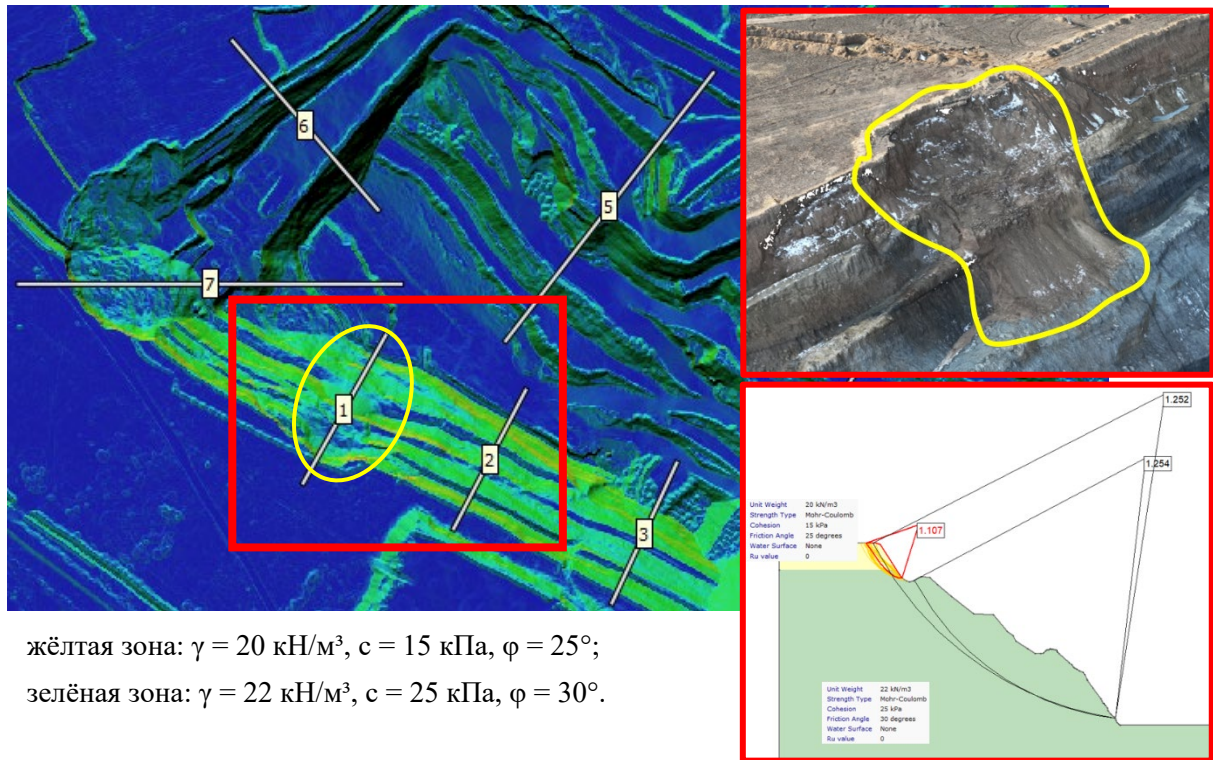 6
5
7
1
2
3
1.252
1.254
1.107
Unit Weight 20 kN/m3
Strength Type Mohr-Coulomb
Cohesion 15 kPa
Friction Angle 25 degrees
Water Surface None
Ru value 0
Unit Weight 22 kN/m3
Strength Type Mohr-Coulomb
Cohesion 25 kPa
Friction Angle 30 degrees
Water Surface None
Ru value 0
жёлтая зона: γ = 20 кН/м³, c = 15 кПа, φ = 25°;
зелёная зона: γ = 22 кН/м³, c = 25 кПа, φ = 30°.